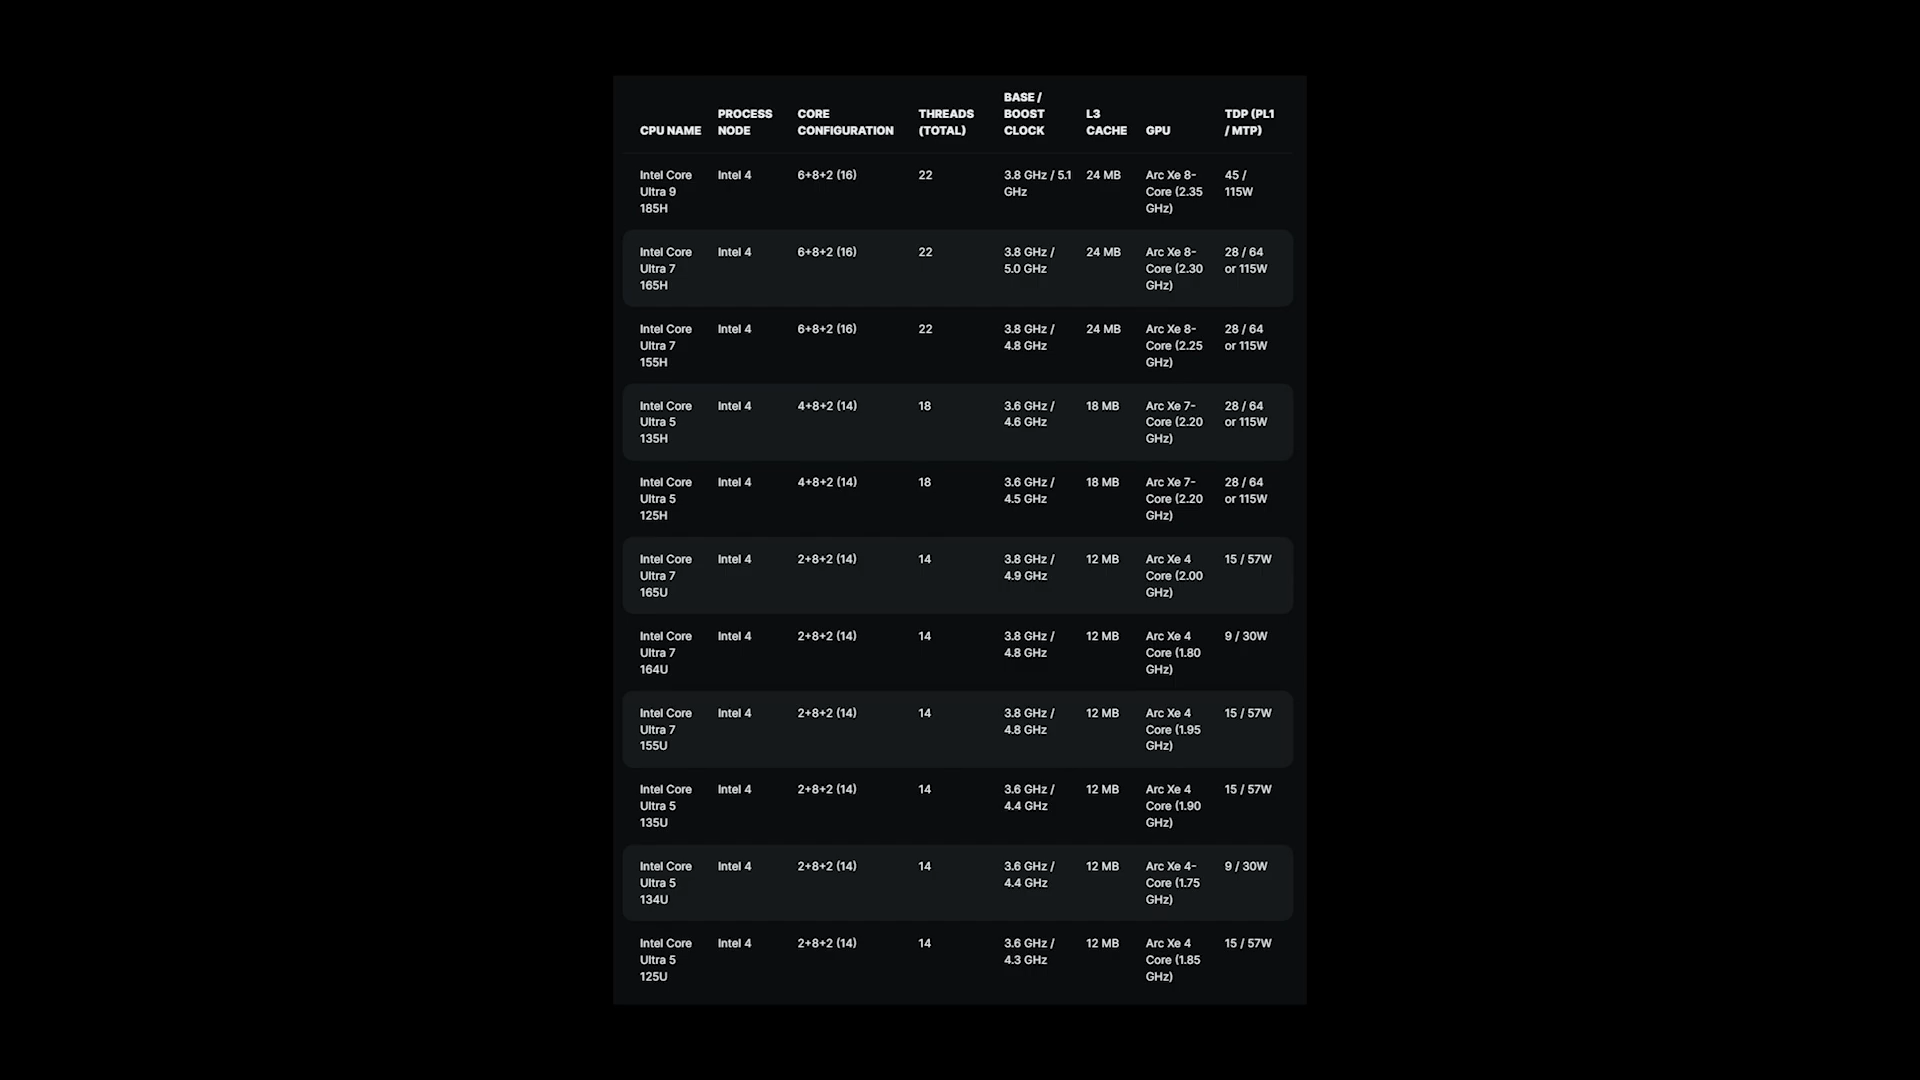 CPU NAME PROCESS NODE CORE CONFIGURATION THREADS (TOTAL) BASE / BOOST CLOCK L3 CACHE GPU TDP (PL1 / MTP)
Intel Core Ultra 9 185H Intel 4 6+8+2 (16) 22 3.8 GHz / 5.1 GHz 24 MB Arc Xe 8-Core (2.35 GHz) 45 / 115W
Intel Core Ultra 7 165H Intel 4 6+8+2 (16) 22 3.8 GHz / 5.0 GHz 24 MB Arc Xe 8-Core (2.30 GHz) 28 / 64 or 115W
Intel Core Ultra 7 155H Intel 4 6+8+2 (16) 22 3.8 GHz / 4.8 GHz 24 MB Arc Xe 8-Core (2.25 GHz) 28 / 64 or 115W
Intel Core Ultra 5 135H Intel 4 4+8+2 (14) 18 3.6 GHz / 4.6 GHz 18 MB Arc Xe 7-Core (2.20 GHz) 28 / 64 or 115W
Intel Core Ultra 5 125H Intel 4 4+8+2 (14) 18 3.6 GHz / 4.5 GHz 18 MB Arc Xe 7-Core (2.20 GHz) 28 / 64 or 115W
Intel Core Ultra 7 165U Intel 4 2+8+2 (14) 14 3.8 GHz / 4.9 GHz 12 MB Arc Xe 4 Core (2.00 GHz) 15 / 57W
Intel Core Ultra 7 164U Intel 4 2+8+2 (14) 14 3.8 GHz / 4.8 GHz 12 MB Arc Xe 4 Core (1.80 GHz) 9 / 30W
Intel Core Ultra 7 155U Intel 4 2+8+2 (14) 14 3.8 GHz / 4.8 GHz 12 MB Arc Xe 4 Core (1.95 GHz) 15 / 57W
Intel Core Ultra 5 135U Intel 4 2+8+2 (14) 14 3.6 GHz / 4.4 GHz 12 MB Arc Xe 4 Core (1.90 GHz) 15 / 57W
Intel Core Ultra 5 134U Intel 4 2+8+2 (14) 14 3.6 GHz / 4.4 GHz 12 MB Arc Xe 4-Core (1.75 GHz) 9 / 30W
Intel Core Ultra 5 125U Intel 4 2+8+2 (14) 14 3.6 GHz / 4.3 GHz 12 MB Arc Xe 4 Core (1.85 GHz) 15 / 57W